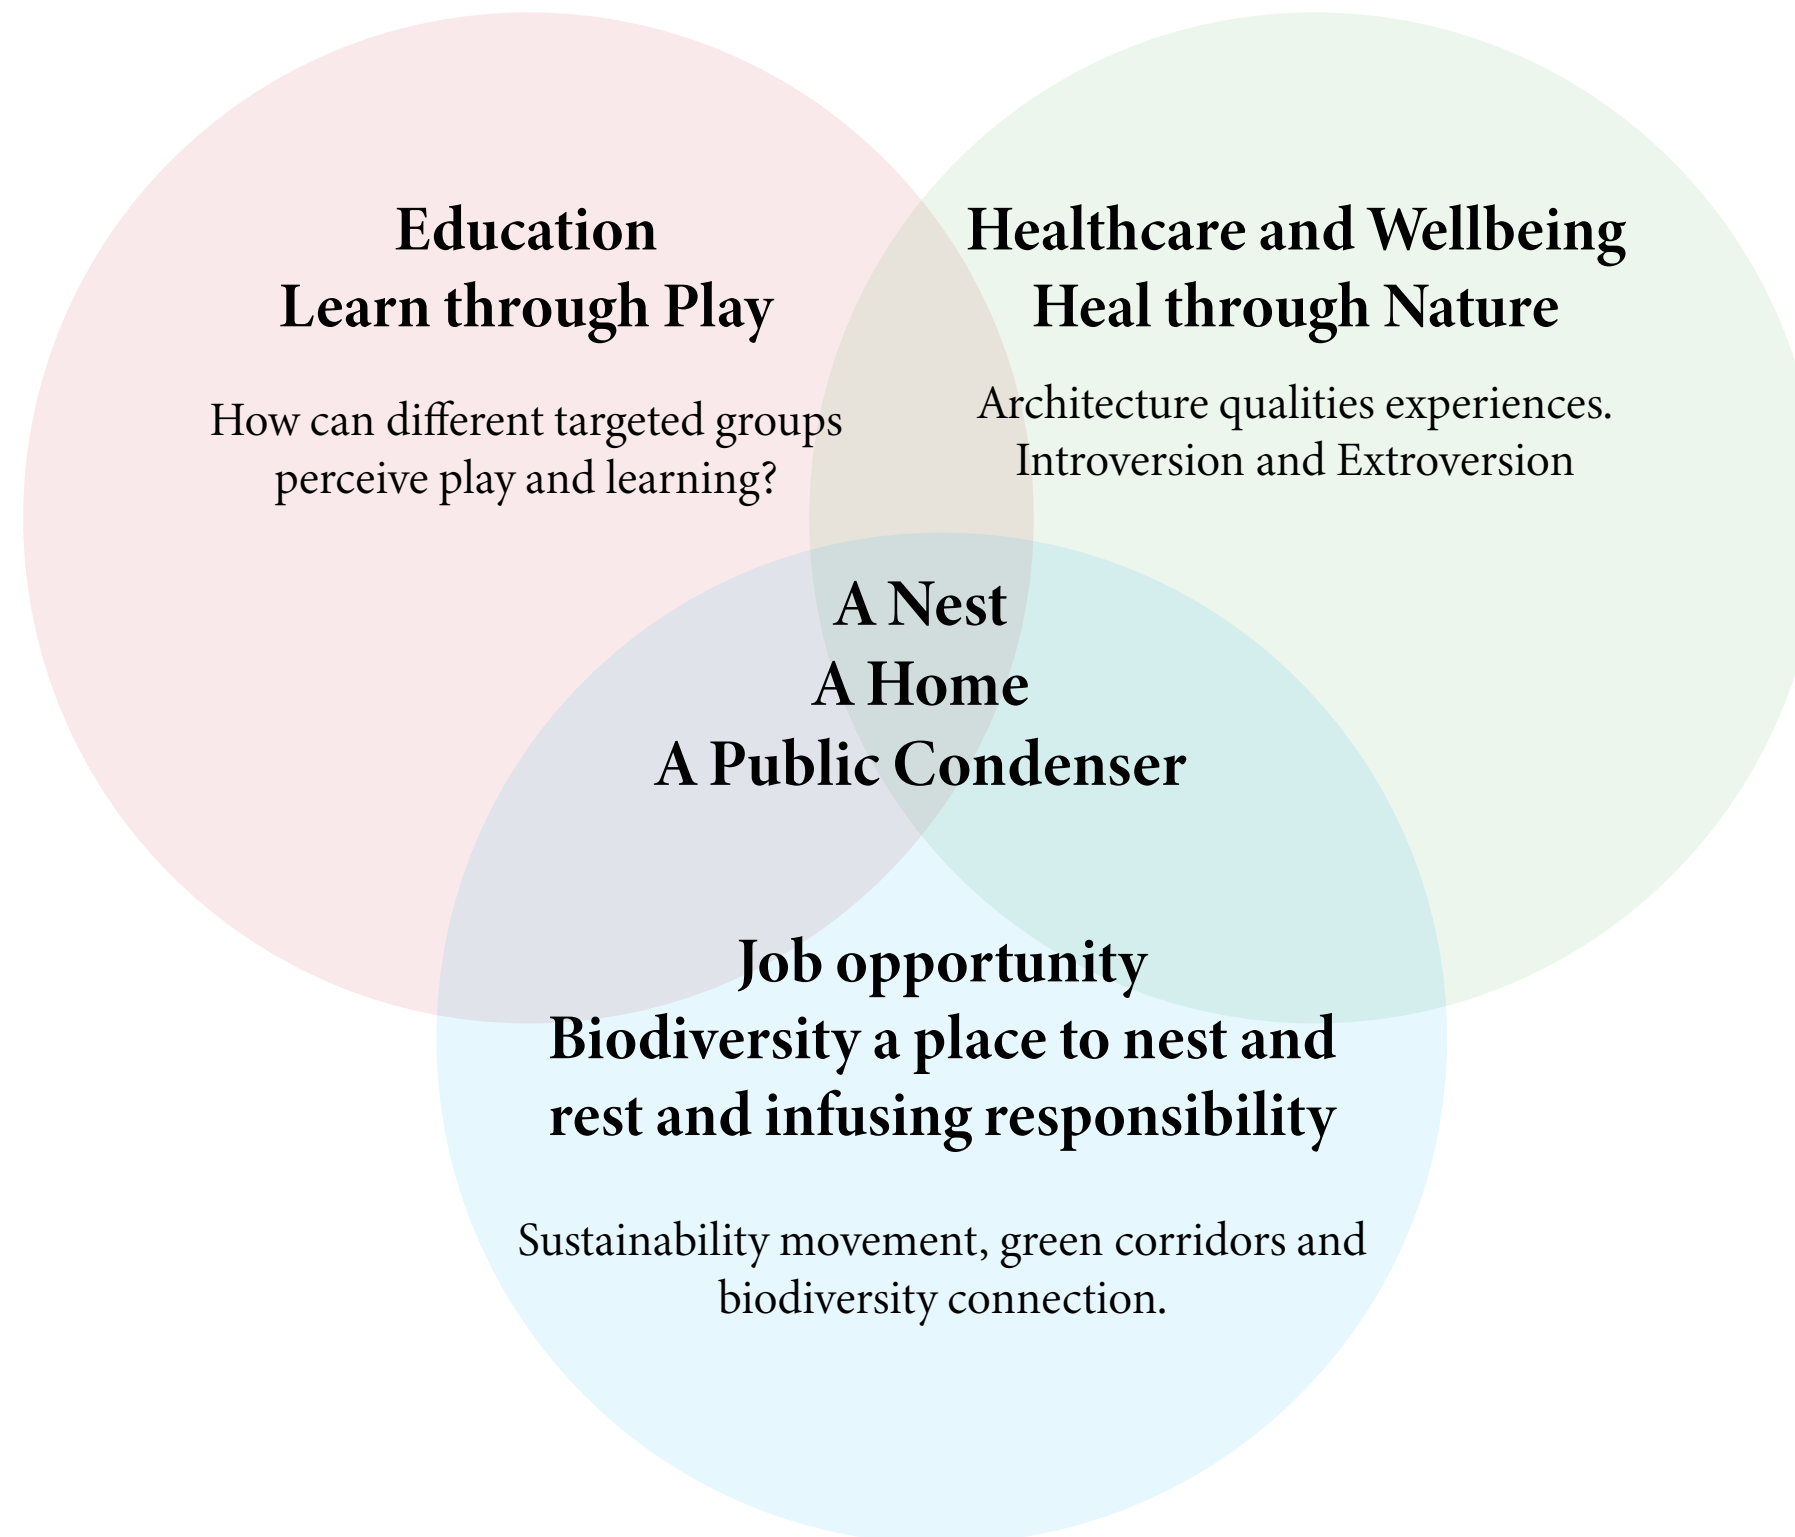 Education
Learn through Play
How can different targeted groups
perceive play and learning?
Healthcare and Wellbeing
Heal through Nature
Architecture qualities experiences.
Introversion and Extroversion
A Nest
A Home
A Public Condenser
Job opportunity
Biodiversity a place to nest and
rest and infusing responsibility
Sustainability movement, green corridors and
biodiversity connection.